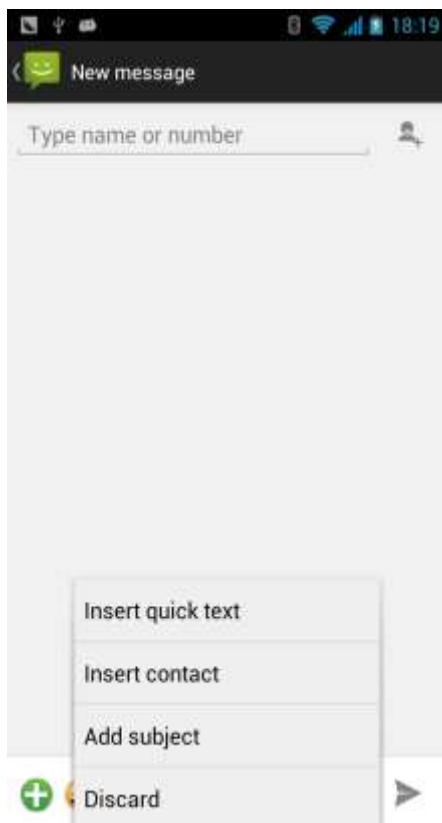 18:19
New message
Type name or number
Insert quick text
Insert contact
Add subject
Discard